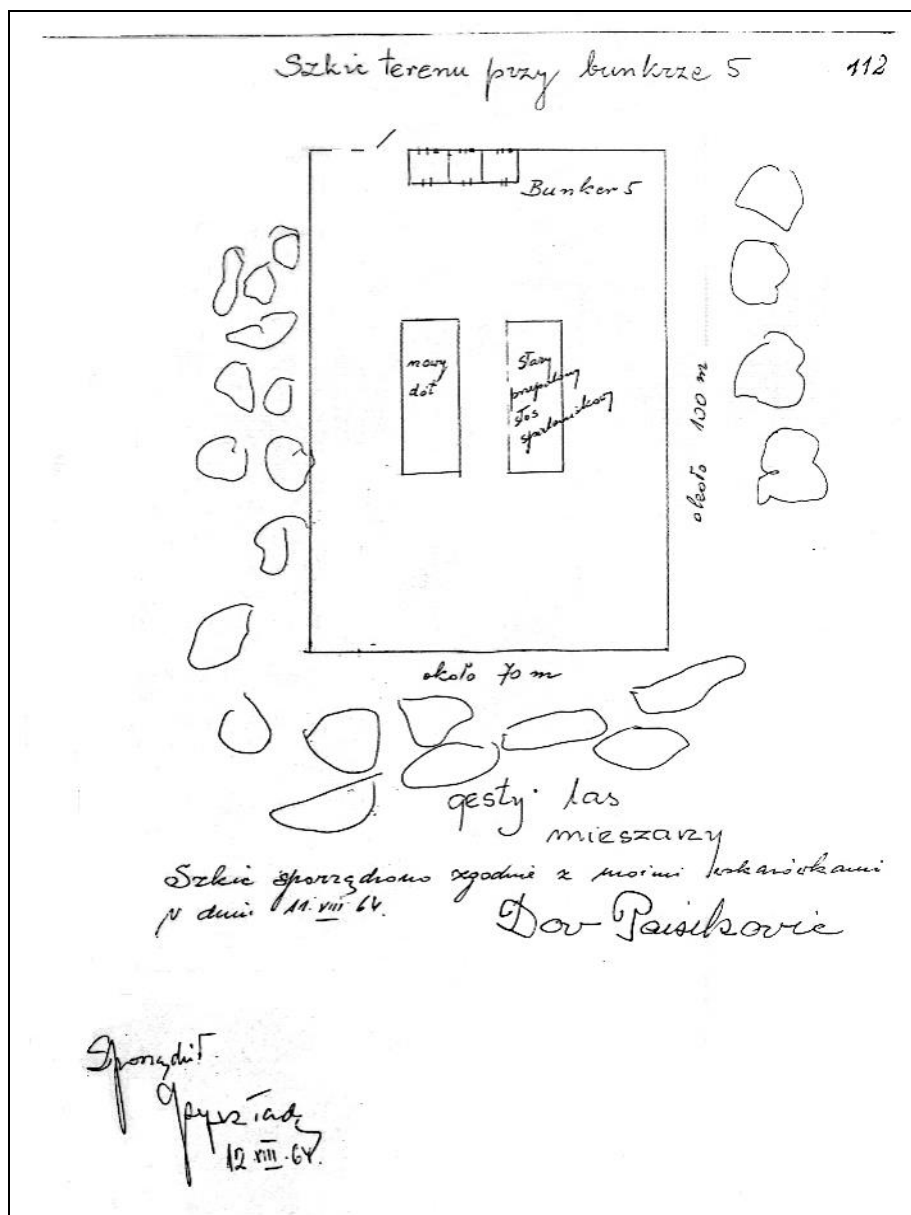 Szkic terenu przy bunkrze 5 112
Bunker 5
nowy
dół
stary
stos
około 100 m
około 70 m
gęsty las
mieszany
Szkic sporządzono zgodnie z moimi wskazówkami
w dniu 11.VIII.64.
Dov Paisikovic
Sporządził
12.VIII.64.